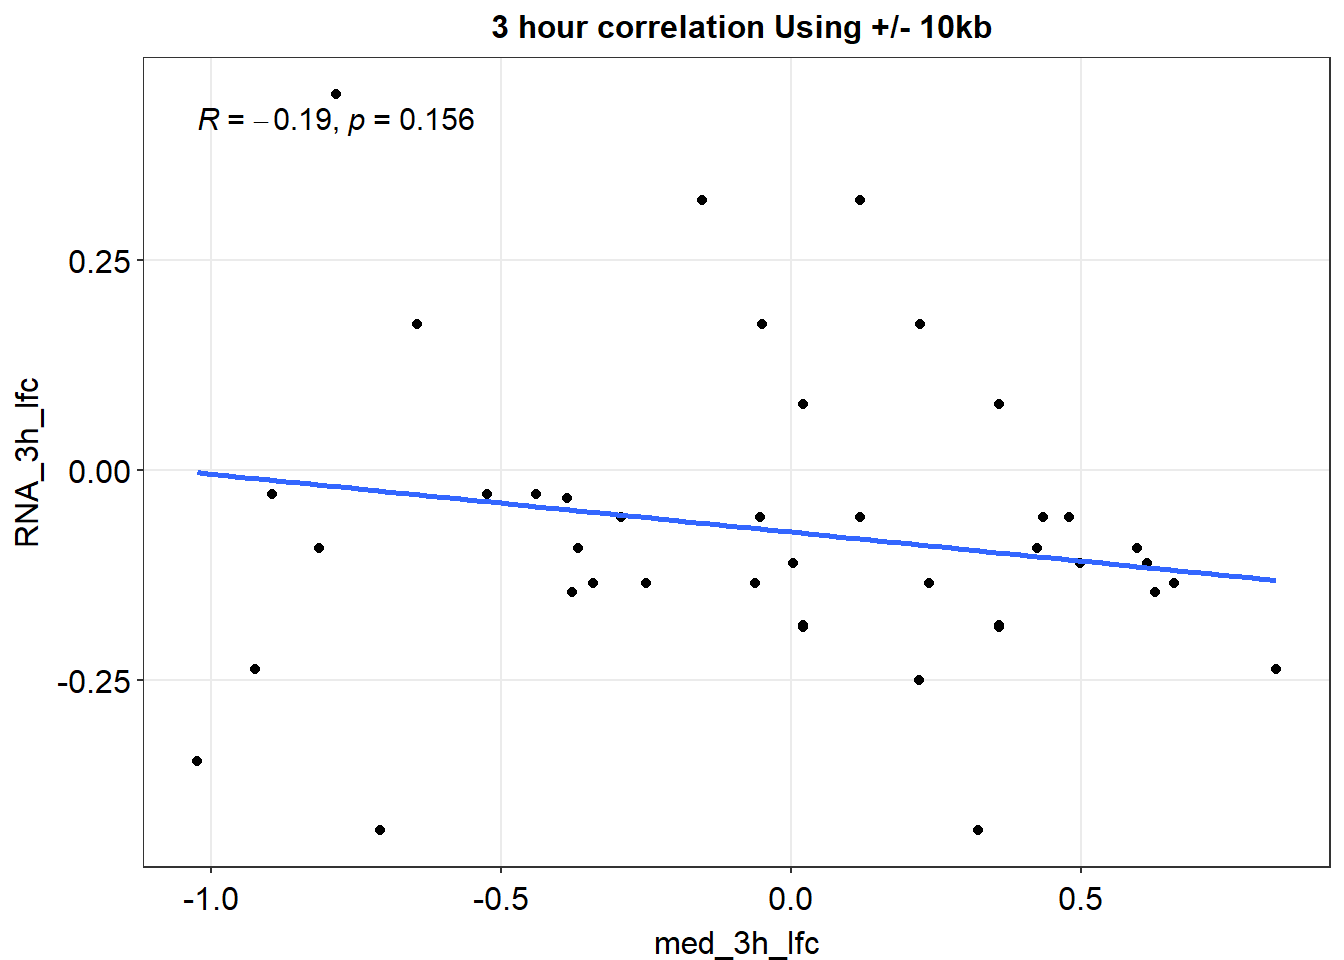 3 hour correlation Using +/- 10kb
R = −0.19, p = 0.156
0.25
0.00
-0.25
RNA_3h_lfc
-1.0 -0.5 0.0 0.5
med_3h_lfc